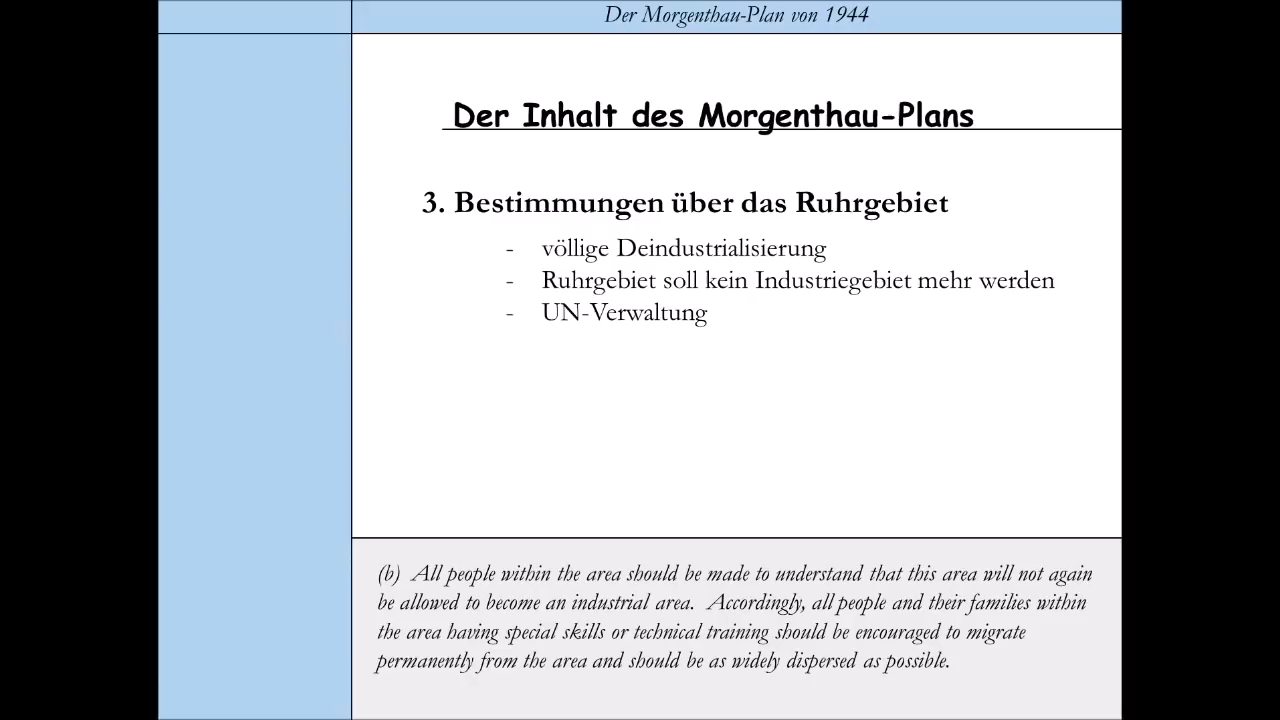 Der Morgenthau-Plan von 1944
Der Inhalt des Morgenthau-Plans
3. Bestimmungen über das Ruhrgebiet
- völlige Deindustrialisierung
- Ruhrgebiet soll kein Industriegebiet mehr werden
- UN-Verwaltung
(b) All people within the area should be made to understand that this area will not again
be allowed to become an industrial area. Accordingly, all people and their families within
the area having special skills or technical training should be encouraged to migrate
permanently from the area and should be as widely dispersed as possible.